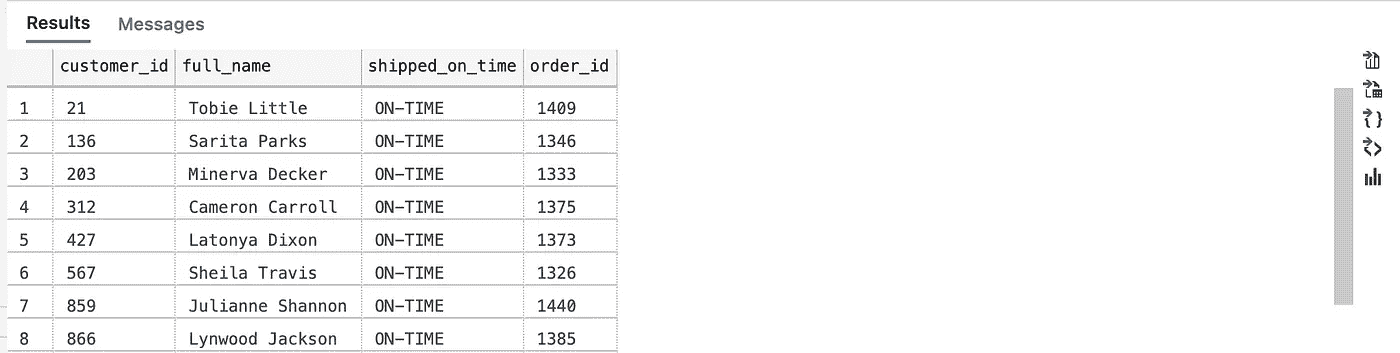 Results Messages
customer_id full_name shipped_on_time order_id
1 21 Tobie Little ON-TIME 1409
2 136 Sarita Parks ON-TIME 1346
3 203 Minerva Decker ON-TIME 1333
4 312 Cameron Carroll ON-TIME 1375
5 427 Latonya Dixon ON-TIME 1373
6 567 Sheila Travis ON-TIME 1326
7 859 Julianne Shannon ON-TIME 1440
8 866 Lynwood Jackson ON-TIME 1385